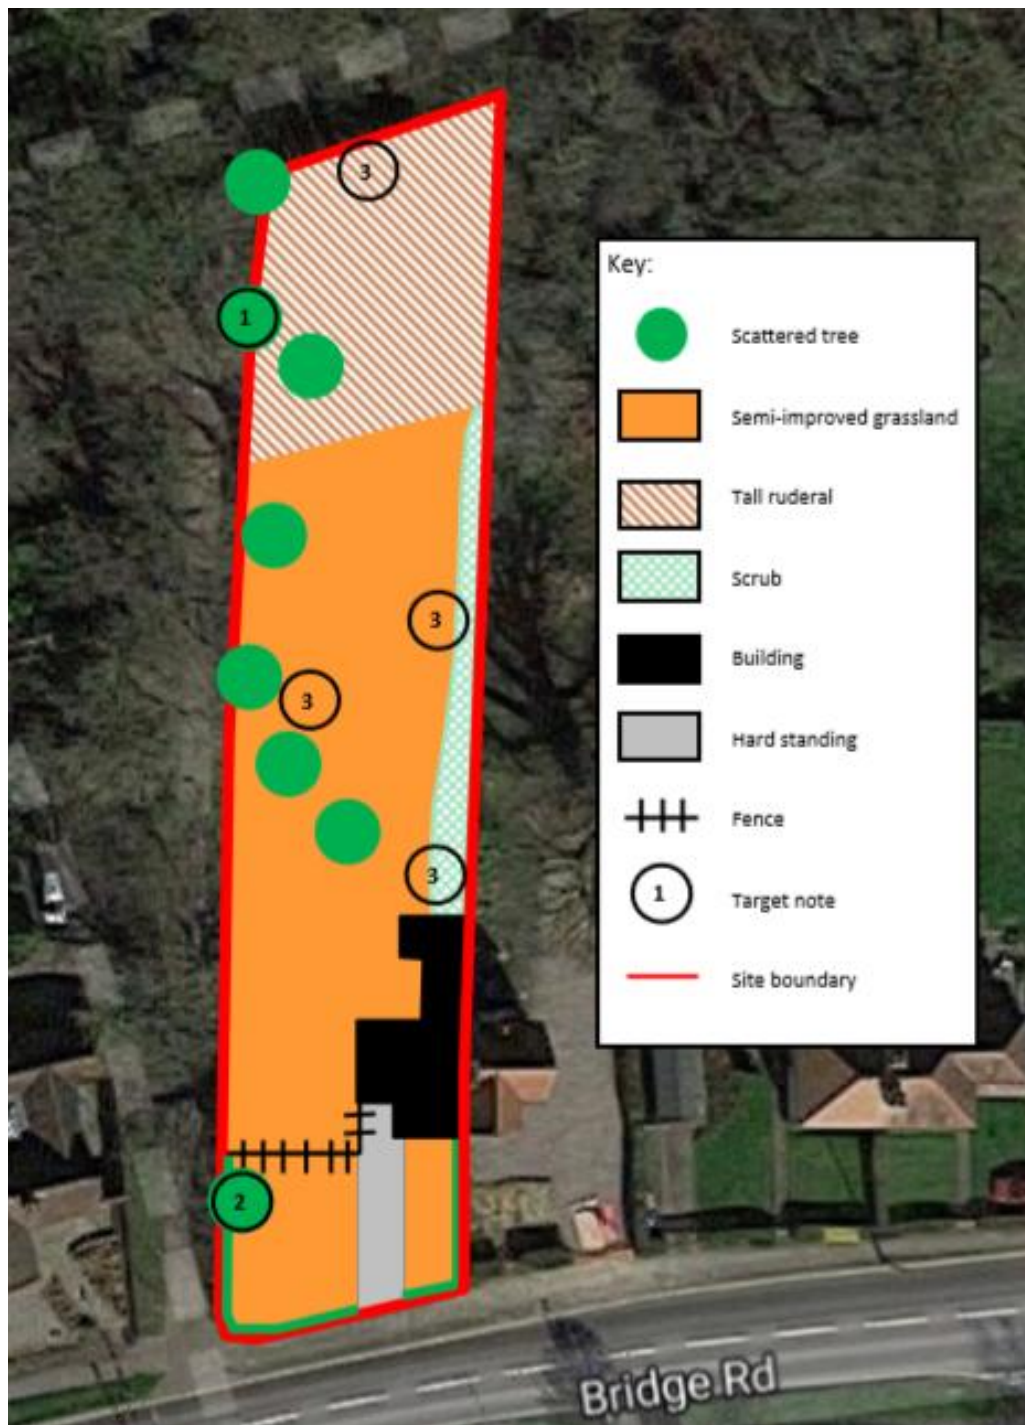 3
1
3
3
3
2
Key:
Scattered tree
Semi-improved grassland
Tall ruderal
Scrub
Building
Hard standing
Fence
1
Target note
Site boundary
Bridge Rd